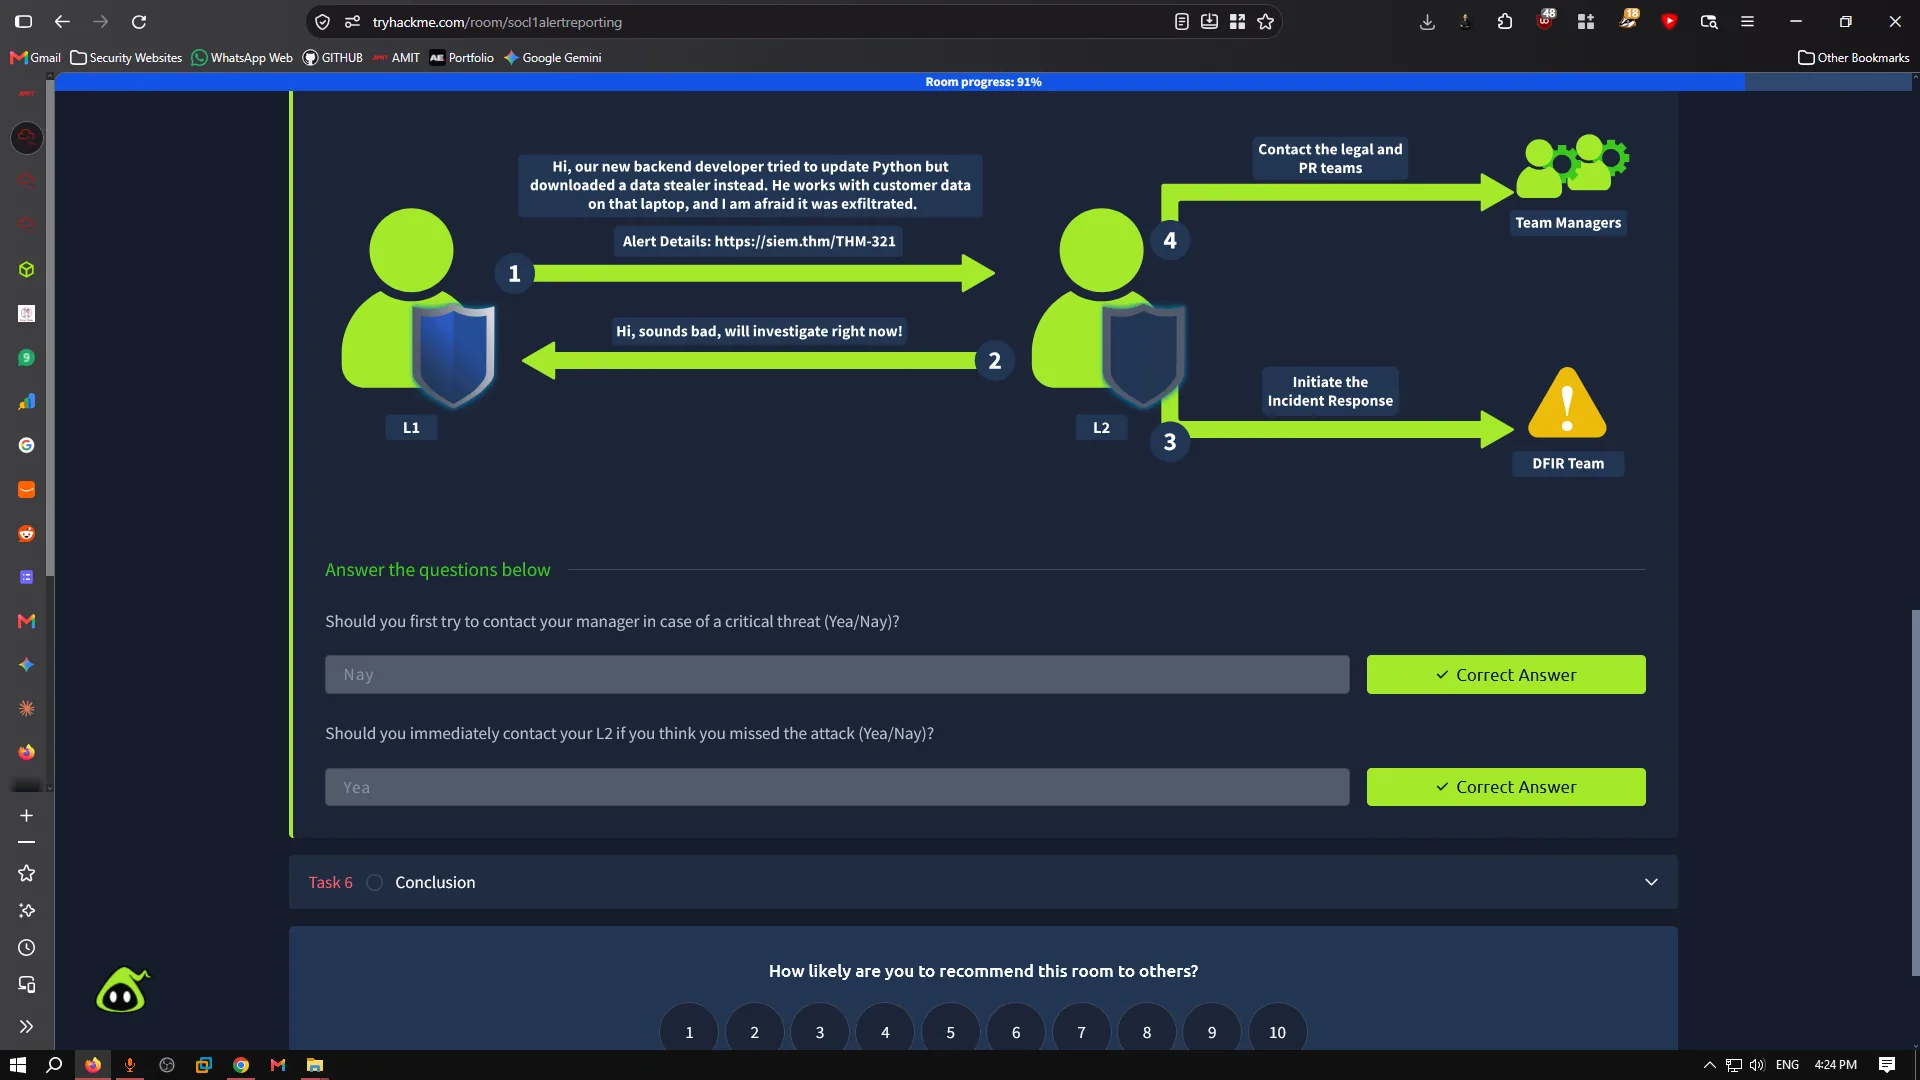 tryhackme.com/room/socl1alertreporting
48
18
Gmail
Security Websites
WhatsApp Web
GITHUB
AMIT
AMIT
AE
Portfolio
Google Gemini
Other Bookmarks
Room progress: 91%
Hi, our new backend developer tried to update Python but
downloaded a data stealer instead. He works with customer data
on that laptop, and I am afraid it was exfiltrated.
Alert Details: https://siem.thm/THM-321
1
Hi, sounds bad, will investigate right now!
2
L1
L2
Contact the legal and
PR teams
4
Team Managers
Initiate the
Incident Response
3
DFIR Team
Answer the questions below
Should you first try to contact your manager in case of a critical threat (Yea/Nay)?
Nay
Correct Answer
Should you immediately contact your L2 if you think you missed the attack (Yea/Nay)?
Yea
Correct Answer
Task 6
Conclusion
How likely are you to recommend this room to others?
1 2 3 4 5 6 7 8 9 10
AMIT
9
ENG
4:24 PM